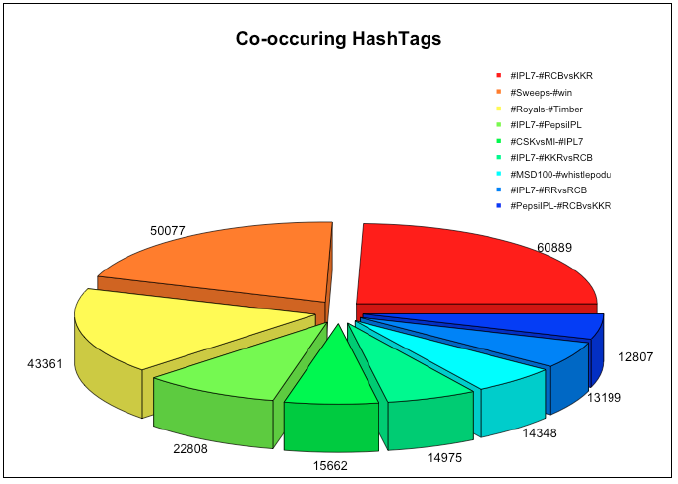 Co-occuring HashTags
#IPL7-#RCBvsKKR
#Sweeps-#win
#Royals-#Timber
#IPL7-#PepsiIPL
#CSKvsMI-#IPL7
#IPL7-#KKRvsRCB
#MSD100-#whistlepodu
#IPL7-#RRvsRCB
#PepsiIPL-#RCBvsKKR
50077
60889
43361
12807
13199
14348
22808
14975
15662